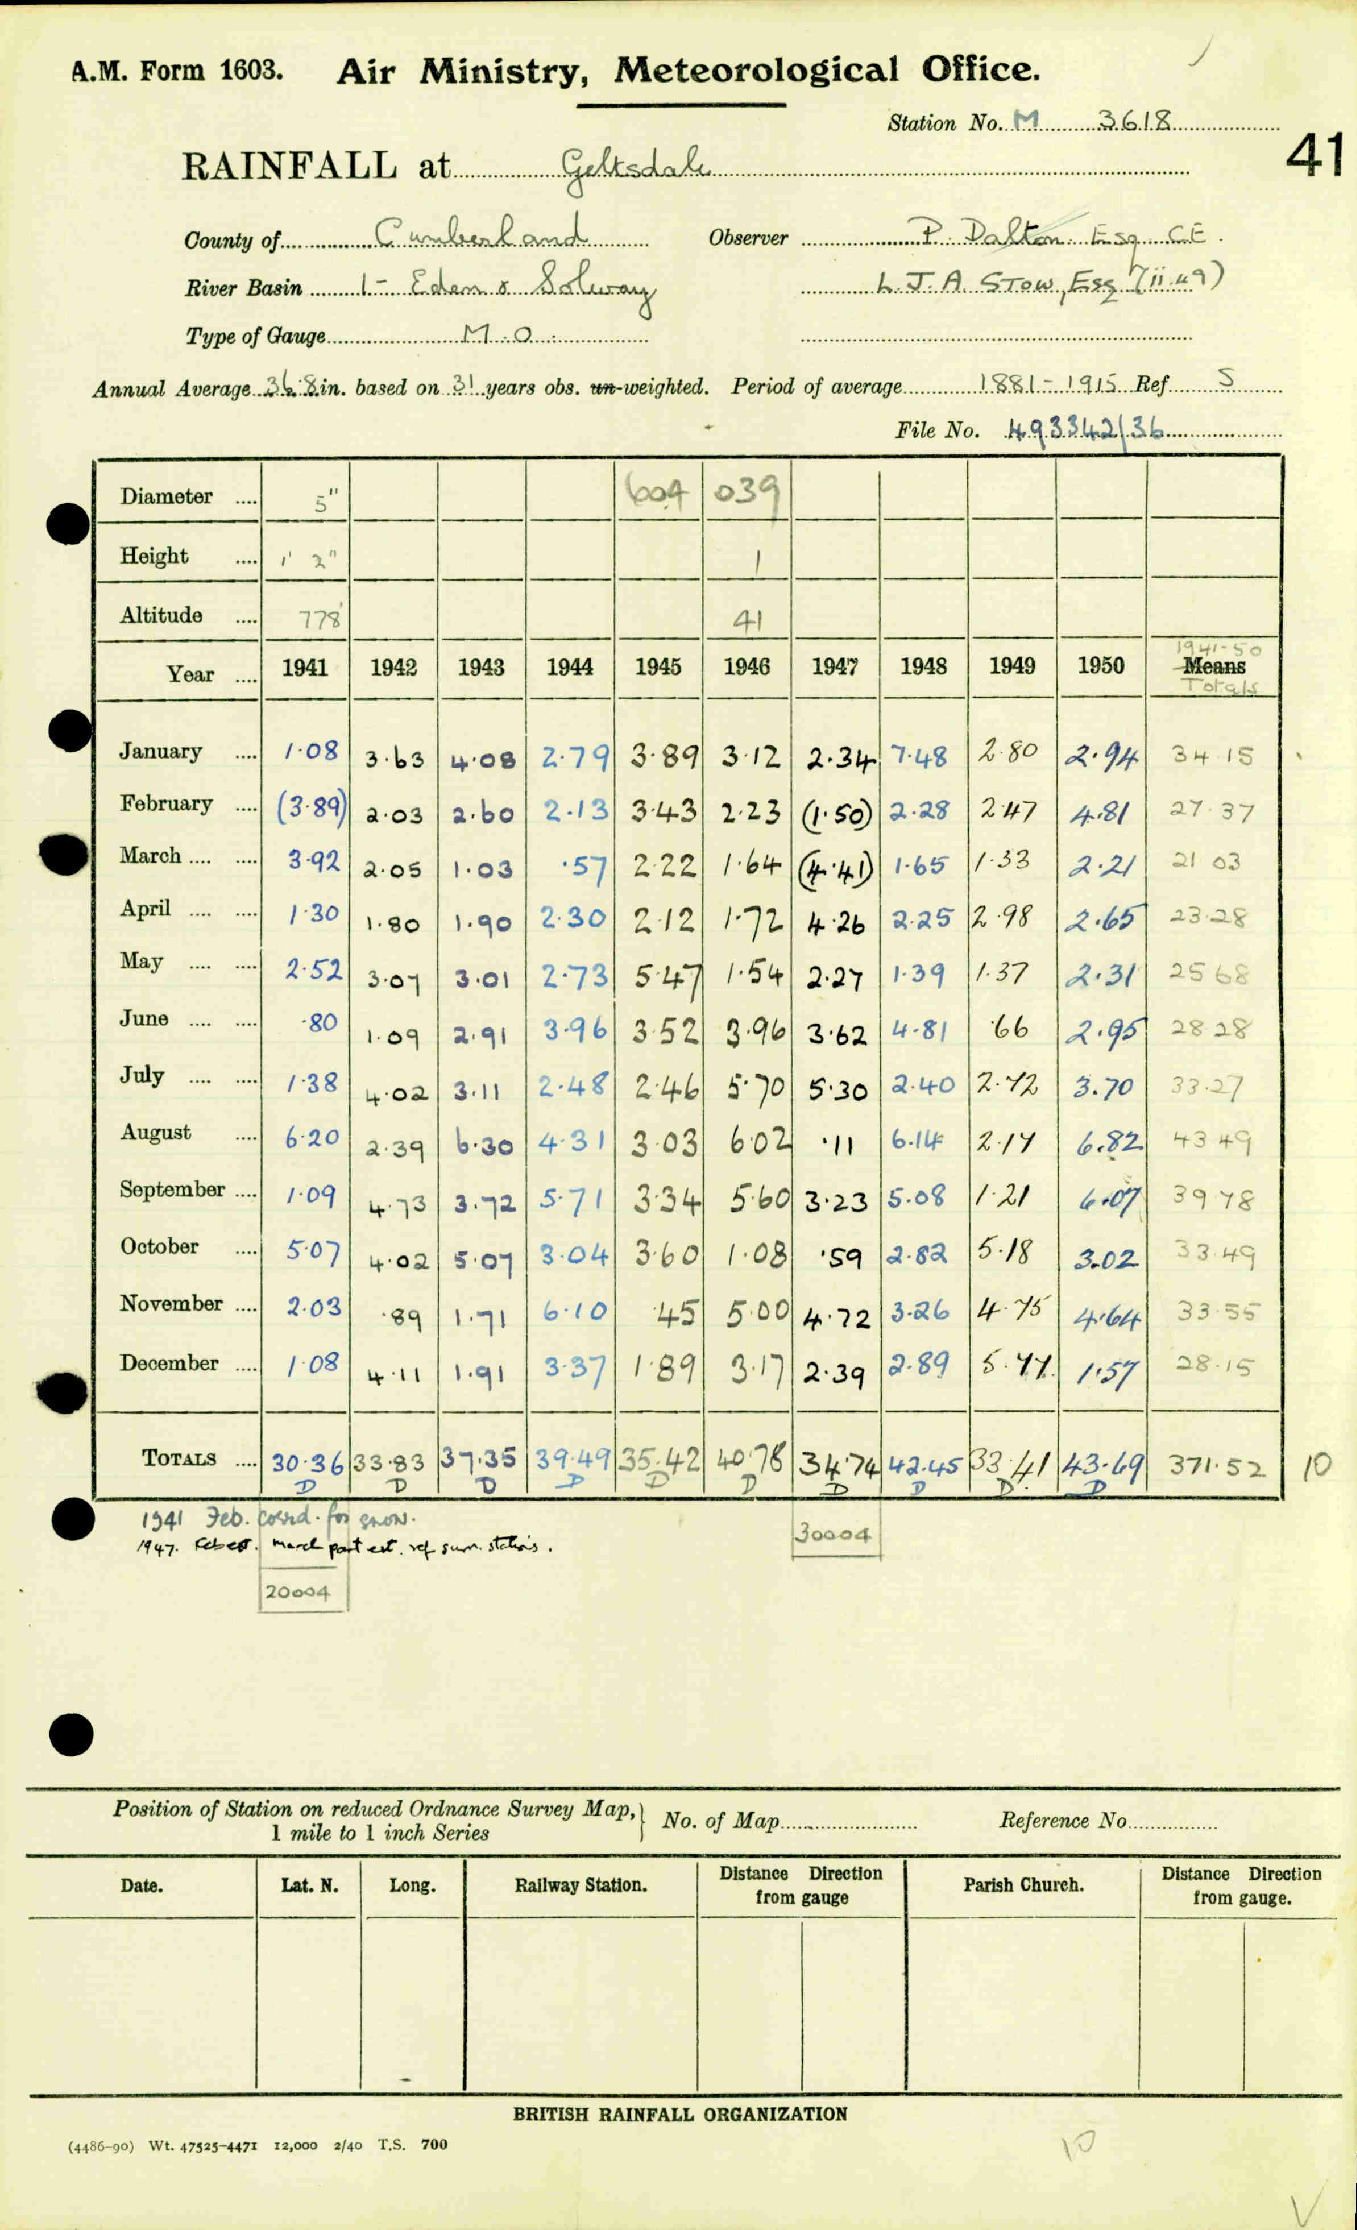 A.M. Form 1603. Air Ministry, Meteorological Office.
Station No. M 3618
41
RAINFALL at Geltsdale
County of Cumberland Observer P. Dalton. Esq CE.
River Basin 1- Eden & Solway L.J.A STOW, Esq (ii.49)
Type of Gauge M.O.
Annual Average 36.8 in. based on 31 years obs. un-weighted. Period of average 1881-1915 Ref S
File No. 493342/36
Diameter .... 5" 604 039
Height .... 1' 2" 1
Altitude .... 778' 41
1941-50
Year .... 1941 1942 1943 1944 1945 1946 1947 1948 1949 1950 Means
Totals
January .... 1.08 3.63 4.08 2.79 3.89 3.12 2.34 7.48 2.80 2.94 34.15
February .... (3.89) 2.03 2.60 2.13 3.43 2.23 (1.50) 2.28 2.47 4.81 27.37
March .... .... 3.92 2.05 1.03 .57 2.22 1.64 (4.41) 1.65 1.33 2.21 21 03
April .... .... 1.30 1.80 1.90 2.30 2.12 1.72 4.26 2.25 2.98 2.65 23.28
May .... .... 2.52 3.07 3.01 2.73 5.47 1.54 2.27 1.39 1.37 2.31 25 68
June .... .... .80 1.09 2.91 3.96 3.52 3.96 3.62 4.81 .66 2.95 28 28
July .... .... 1.38 4.02 3.11 2.48 2.46 5.70 5.30 2.40 2.72 3.70 33.27
August .... 6.20 2.39 6.30 4.31 3.03 6.02 .11 6.14 2.17 6.82 43 49
September .... 1.09 4.73 3.72 5.71 3.34 5.60 3.23 5.08 1.21 6.07 39 78
October .... 5.07 4.02 5.07 3.04 3.60 1.08 .59 2.82 5.18 3.02 33.49
November .... 2.03 .89 1.71 6.10 .45 5.00 4.72 3.26 4.75 4.64 33 55
December .... 1.08 4.11 1.91 3.37 1.89 3.17 2.39 2.89 5.77 1.57 28.15
TOTALS .... 30.36 33.83 37.35 39.49 35.42 40.78 34.74 42.45 33.41 43.69 371.52 10
D D D D D D D D D D
1941 Feb. corrd. for snow.
1947. Feb est. March part est. ref surr. stations.
30004
20004
Position of Station on reduced Ordnance Survey Map,
1 mile to 1 inch Series
No. of Map Reference No.
Date. Lat. N. Long. Railway Station. Distance Direction from gauge Parish Church. Distance Direction from gauge.
BRITISH RAINFALL ORGANIZATION
(4486-90) Wt. 47525-4471 12,000 2/40 T.S. 700
10